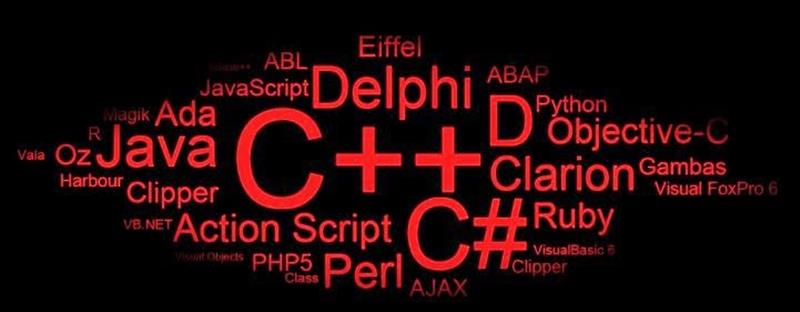 Eiffel
ABL
ABAP
JavaScript
Delphi
Python
Magik
Ada
D
Objective-C
R
Java
C++
Vala
Oz
Clarion
Gambas
Harbour
Clipper
Visual FoxPro 6
VB.NET
Action Script
C#
Ruby
VisualBasic 6
Visual Objects
PHP5
Clipper
Class
Perl
AJAX